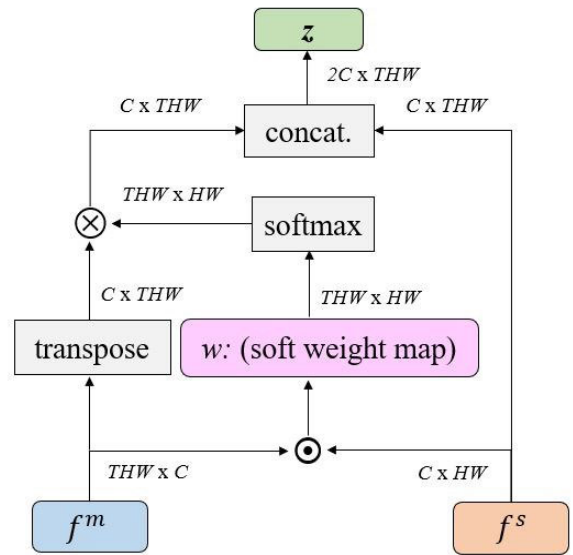 z
2C x THW
C x THW
C x THW
concat.
THW x HW
softmax
C x THW
THW x HW
transpose
w: (soft weight map)
THW x C
C x HW
f^m
f^s